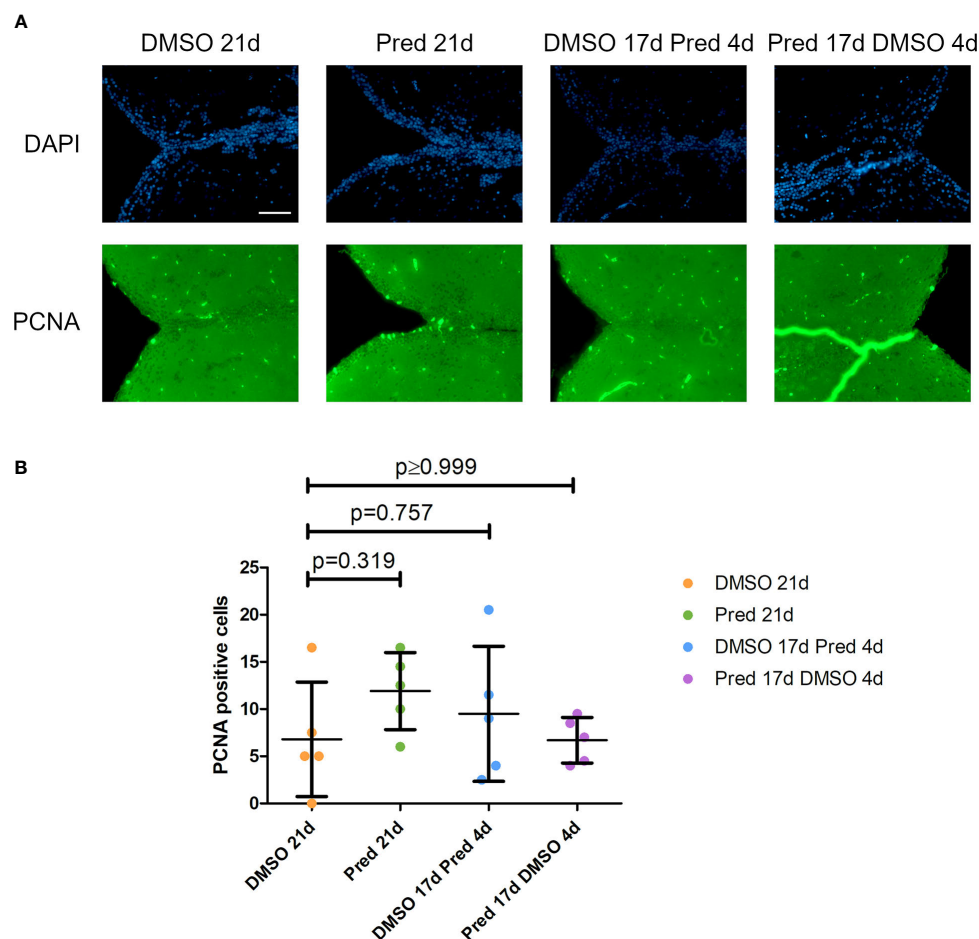 A
DMSO 21d
Pred 21d
DMSO 17d Pred 4d
Pred 17d DMSO 4d
DAPI
PCNA
B
p≥0.999
p=0.757
p=0.319
PCNA positive cells
25
20
15
10
5
0
DMSO 21d
Pred 21d
DMSO 17d Pred 4d
Pred 17d DMSO 4d
DMSO 21d
Pred 21d
DMSO 17d Pred 4d
Pred 17d DMSO 4d